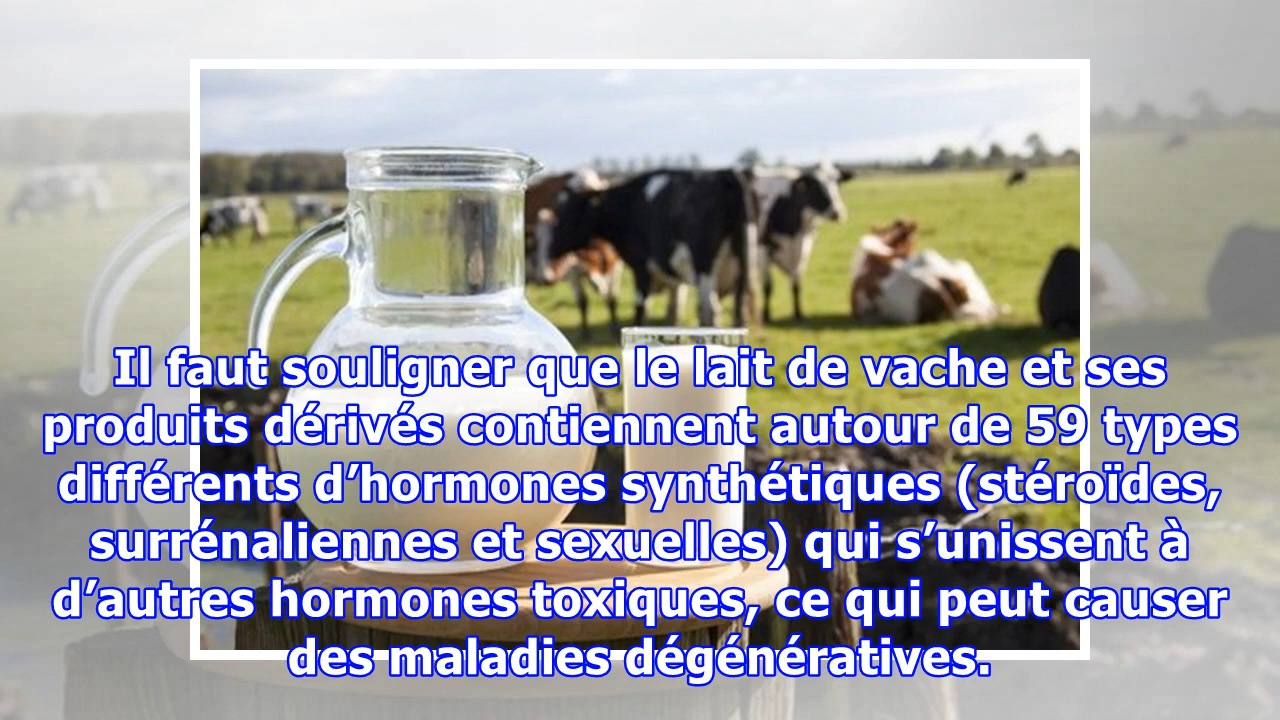 Il faut souligner que le lait de vache et ses
produits dérivés contiennent autour de 59 types
différents d’hormones synthétiques (stéroïdes,
surrénaliennes et sexuelles) qui s’unissent à
d’autres hormones toxiques, ce qui peut causer
des maladies dégénératives.